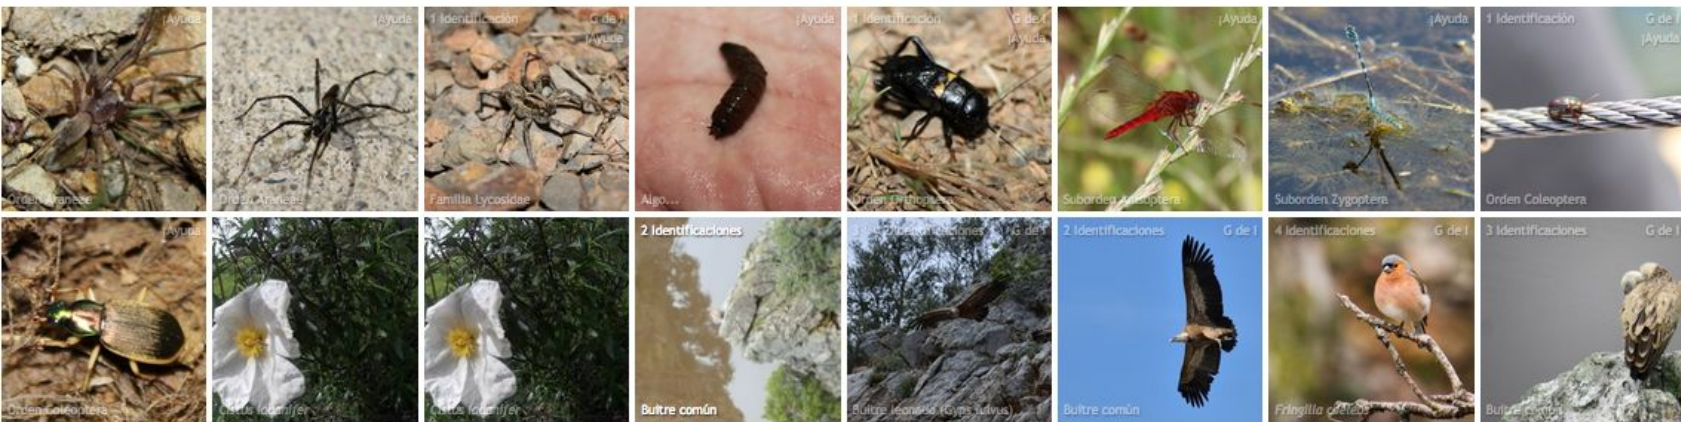 ¡Ayuda
¡Ayuda
1 Identificación G de I
¡Ayuda
¡Ayuda
1 Identificación G de I
¡Ayuda
¡Ayuda
¡Ayuda
1 Identificación G de I
¡Ayuda
Orden Araneae
Orden Araneae
Familia Lycosidae
Algo...
Orden Orthoptera
Suborden Anisoptera
Suborden Zygoptera
Orden Coleoptera
¡Ayuda
2 Identificaciones
G de I
2 Identificaciones G de I
4 Identificaciones G de I
3 Identificaciones G de I
Orden Coleoptera
Cistus ladanifer
Cistus ladanifer
Buitre común
Buitre leonado (Gyps fulvus)
Buitre común
Fringilla coelebs
Buitre común